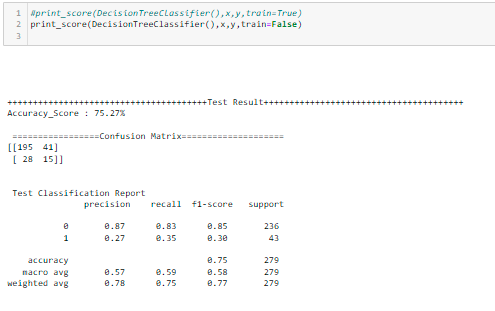 1 #print_score(DecisionTreeClassifier(),x,y,train=True)
2 print_score(DecisionTreeClassifier(),x,y,train=False)
3
+++++++++++++++++++++++++++++++++++++++Test Result+++++++++++++++++++++++++++++++++++++++
Accuracy_Score : 75.27%
=================Confusion Matrix====================
[[195 41]
[ 28 15]]
Test Classification Report
precision recall f1-score support
0 0.87 0.83 0.85 236
1 0.27 0.35 0.30 43
accuracy 0.75 279
macro avg 0.57 0.59 0.58 279
weighted avg 0.78 0.75 0.77 279